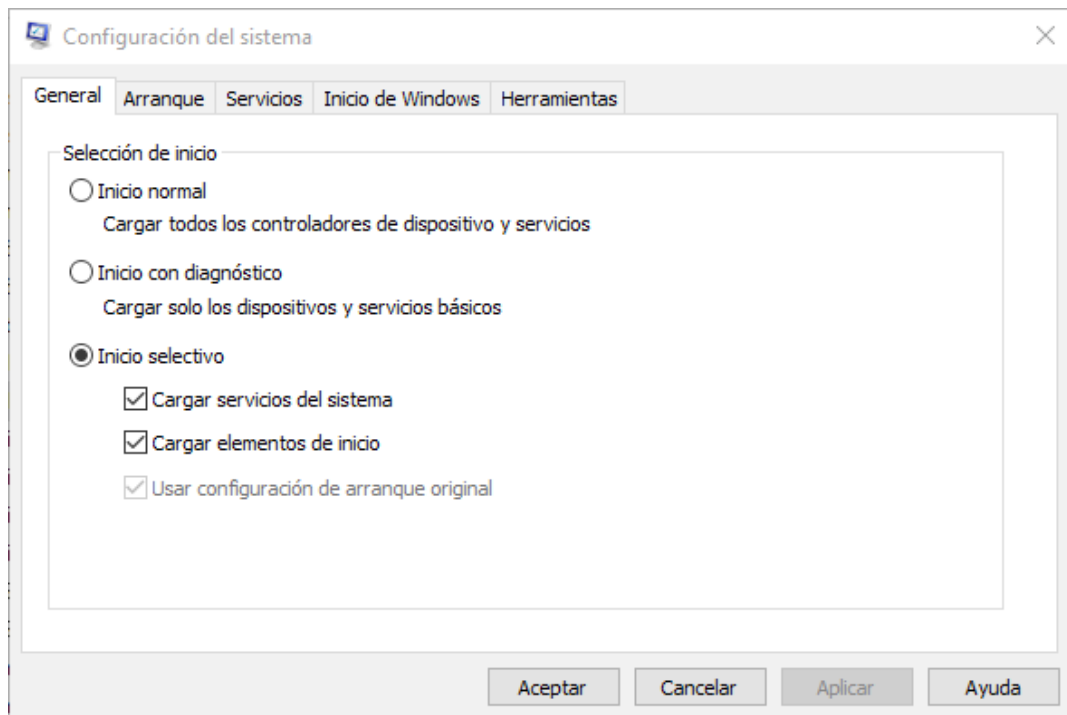 Configuración del sistema
General Arranque Servicios Inicio de Windows Herramientas
Selección de inicio
Inicio normal
Cargar todos los controladores de dispositivo y servicios
Inicio con diagnóstico
Cargar solo los dispositivos y servicios básicos
Inicio selectivo
Cargar servicios del sistema
Cargar elementos de inicio
Usar configuración de arranque original
Aceptar Cancelar Aplicar Ayuda